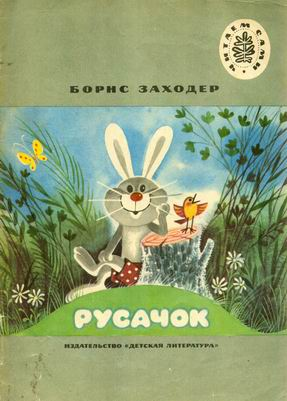 ЧИТАЕМ САМИ
БОРИС ЗАХОДЕР
РУСАЧОК
ИЗДАТЕЛЬСТВО «ДЕТСКАЯ ЛИТЕРАТУРА»